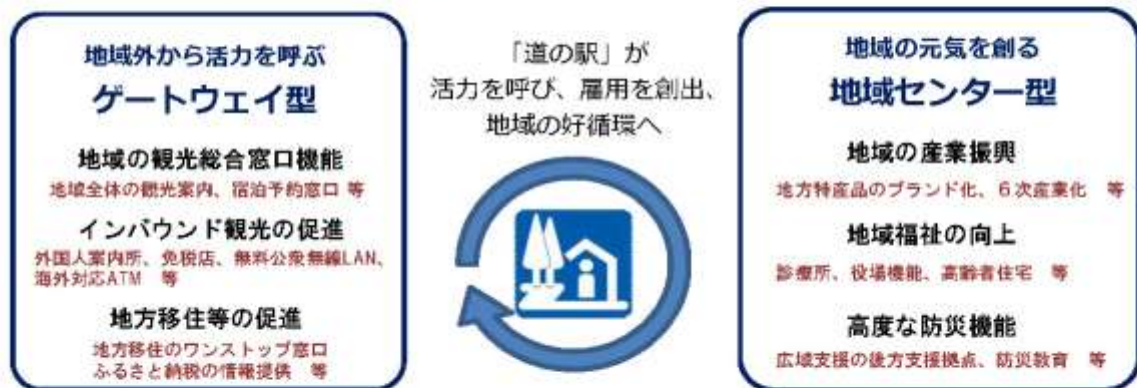 地域外から活力を呼ぶ
ゲートウェイ型
地域の観光総合窓口機能
地域全体の観光案内、宿泊予約窓口 等
インバウンド観光の促進
外国人案内所、免税店、無料公衆無線LAN、
海外対応ATM 等
地方移住等の促進
地方移住のワンストップ窓口
ふるさと納税の情報提供 等
「道の駅」が
活力を呼び、雇用を創出、
地域の好循環へ
地域の元気を創る
地域センター型
地域の産業振興
地方特産品のブランド化、６次産業化 等
地域福祉の向上
診療所、役場機能、高齢者住宅 等
高度な防災機能
広域支援の後方支援拠点、防災教育 等